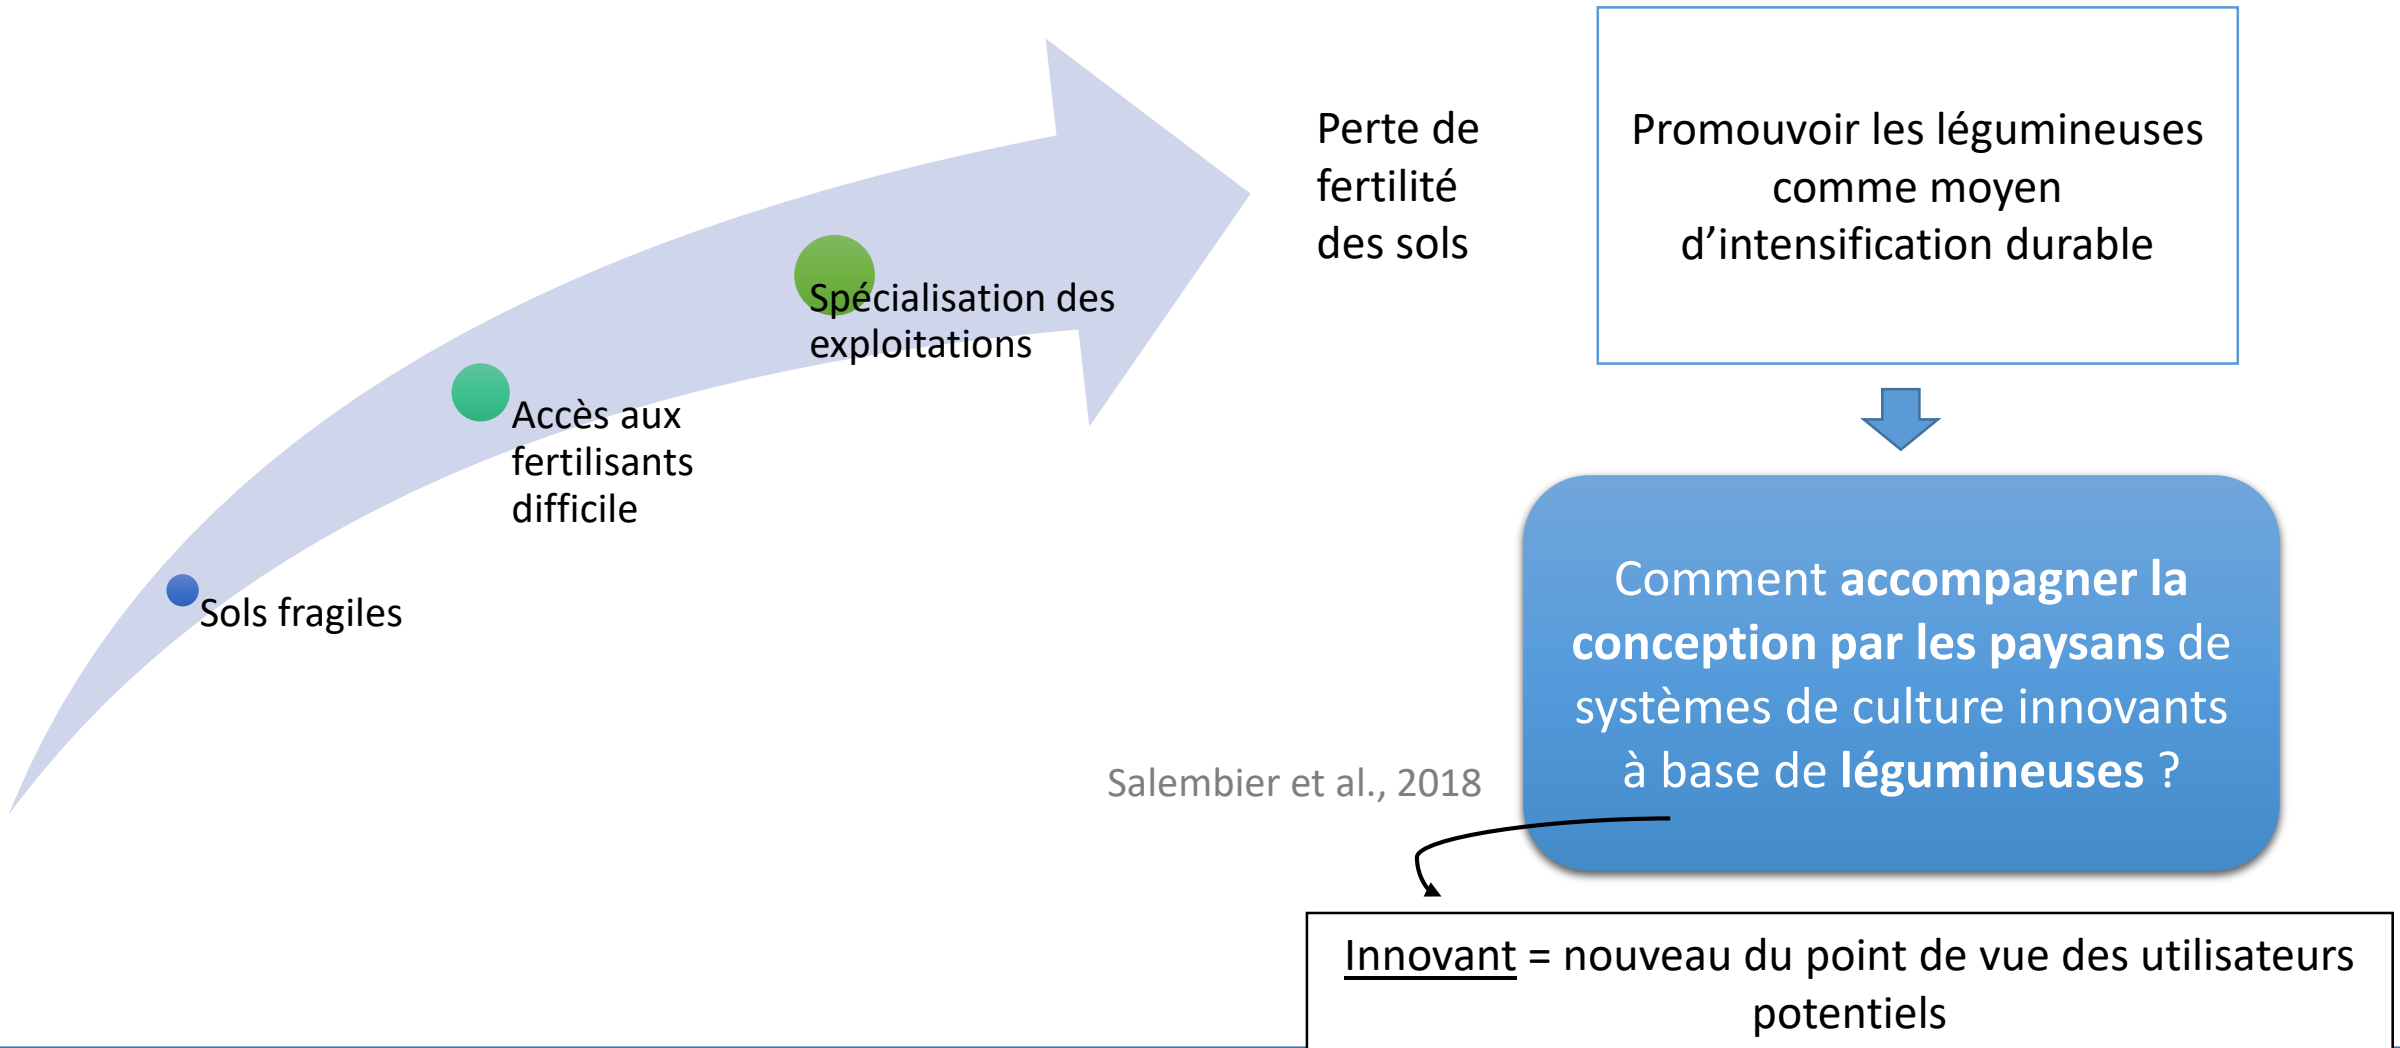 Sols fragiles
Accès aux
fertilisants
difficile
Spécialisation des
exploitations
Perte de
fertilité
des sols
Promouvoir les légumineuses
comme moyen
d’intensification durable
Comment accompagner la
conception par les paysans de
systèmes de culture innovants
à base de légumineuses ?
Salembier et al., 2018
Innovant = nouveau du point de vue des utilisateurs
potentiels